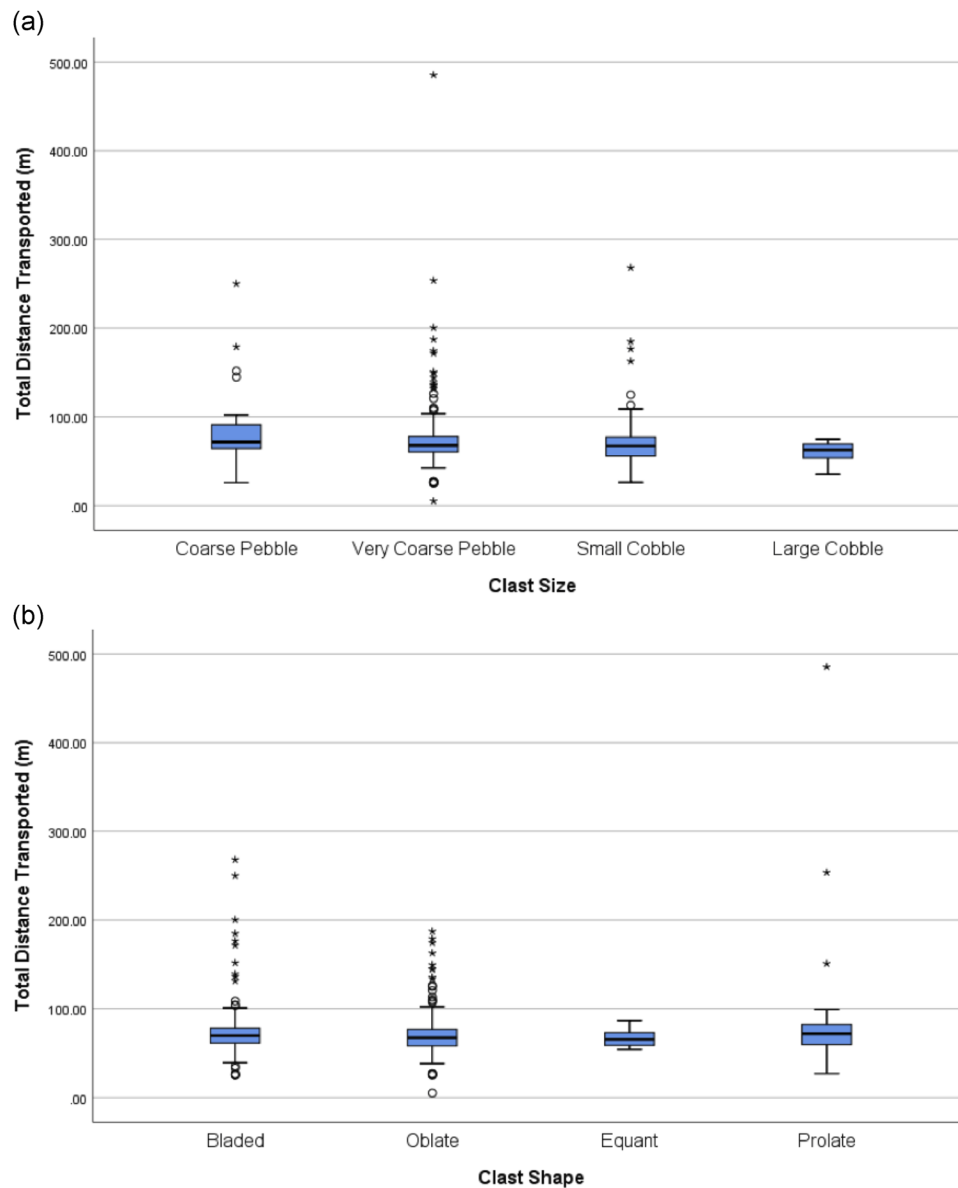 (a)
Total Distance Transported (m)
500.00
400.00
300.00
200.00
100.00
.00
Coarse Pebble Very Coarse Pebble Small Cobble Large Cobble
Clast Size
(b)
Total Distance Transported (m)
500.00
400.00
300.00
200.00
100.00
.00
Bladed Oblate Equant Prolate
Clast Shape